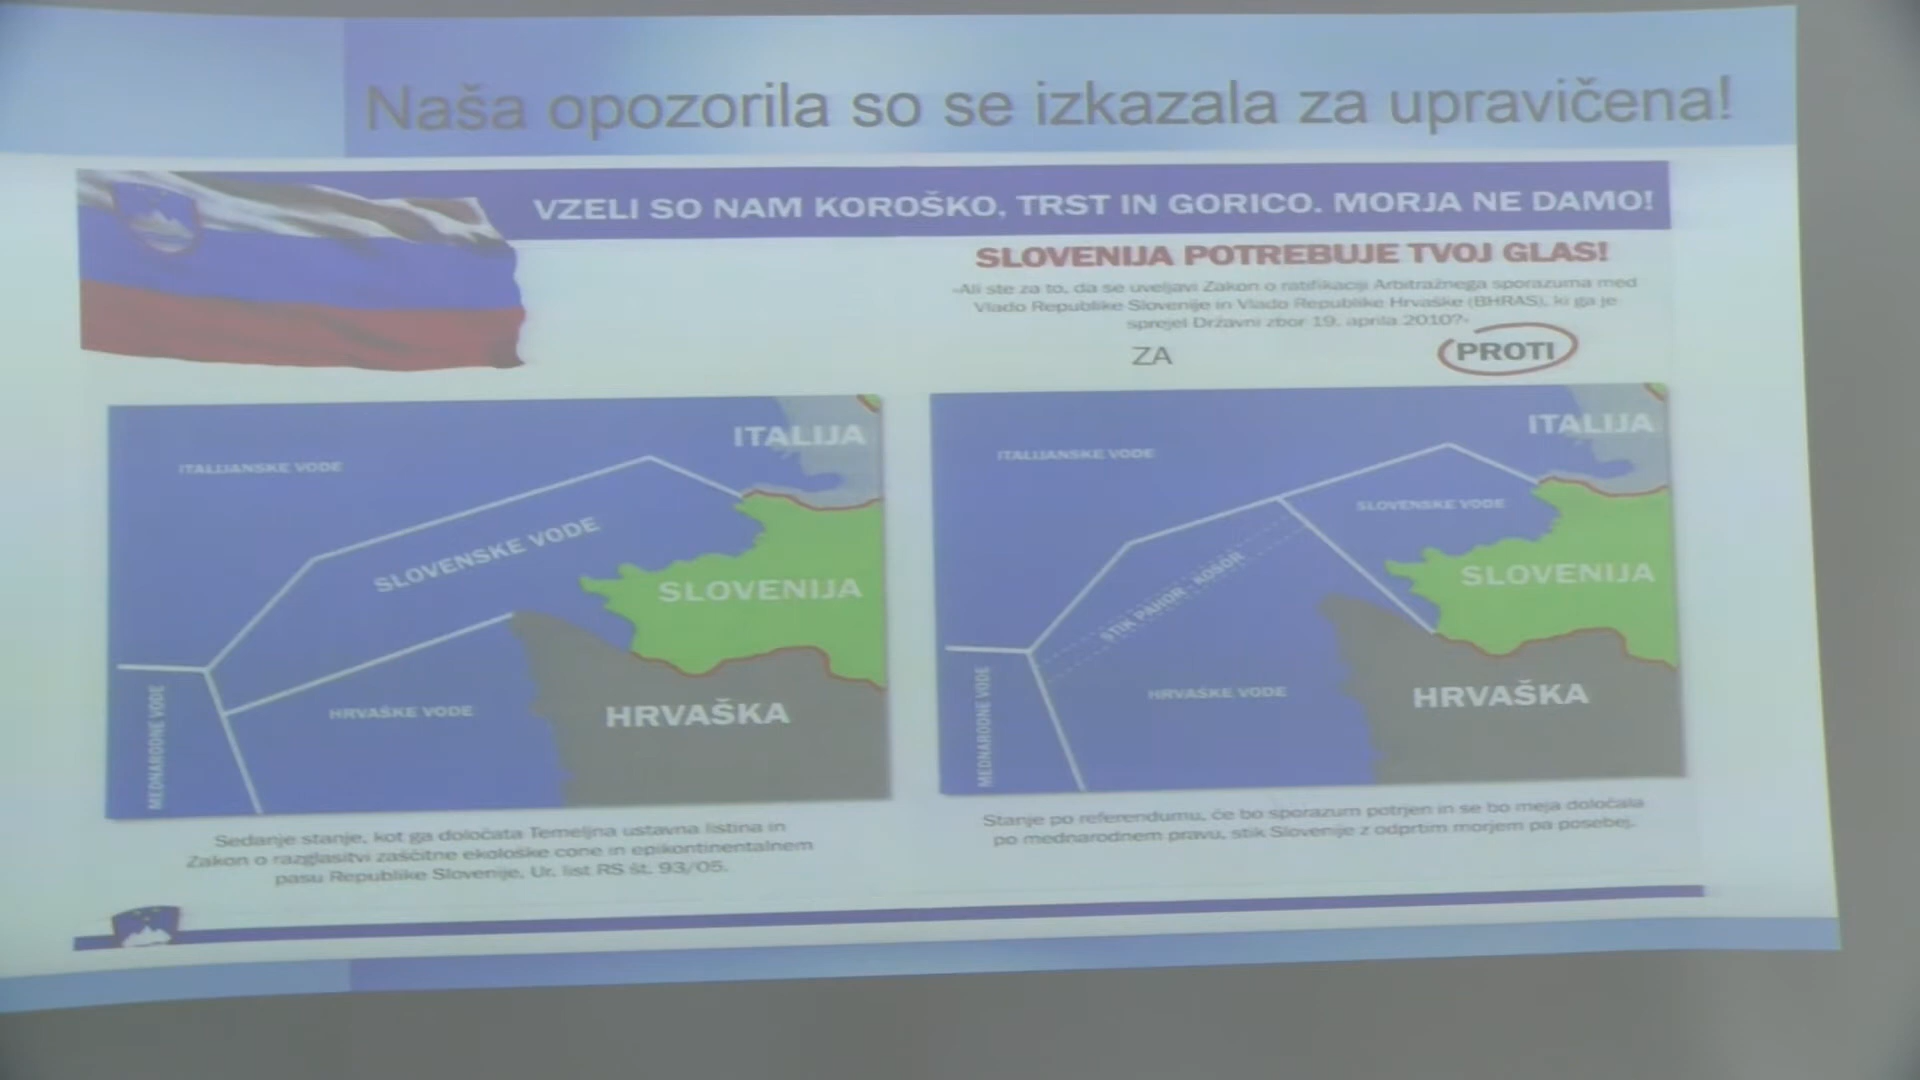 Naša opozorila so se izkazala za upravičena!
VZELI SO NAM KOROŠKO, TRST IN GORICO. MORJA NE DAMO!
SLOVENIJA POTREBUJE TVOJ GLAS!
»Ali ste za to, da se uveljavi Zakon o ratifikaciji Arbitražnega sporazuma med
Vlado Republike Slovenije in Vlado Republike Hrvaške (BHRAS), ki ga je
sprejel Državni zbor 19. aprila 2010?«
ZA
PROTI
ITALIJA
ITALIJANSKE VODE
SLOVENSKE VODE
SLOVENIJA
HRVAŠKE VODE
HRVAŠKA
MEDNARODNE VODE
Sedanje stanje, kot ga določata Temeljna ustavna listina in
Zakon o razglasitvi zaščitne ekološke cone in epikontinentalnem
pasu Republike Slovenije, Ur. list RS št. 93/05.
ITALIJA
ITALIJANSKE VODE
SLOVENSKE VODE
STIK PAHOR - KOSOR
SLOVENIJA
HRVAŠKE VODE
HRVAŠKA
MEDNARODNE VODE
Stanje po referendumu, če bo sporazum potrjen in se bo meja določala
po mednarodnem pravu, stik Slovenije z odprtim morjem pa posebej.